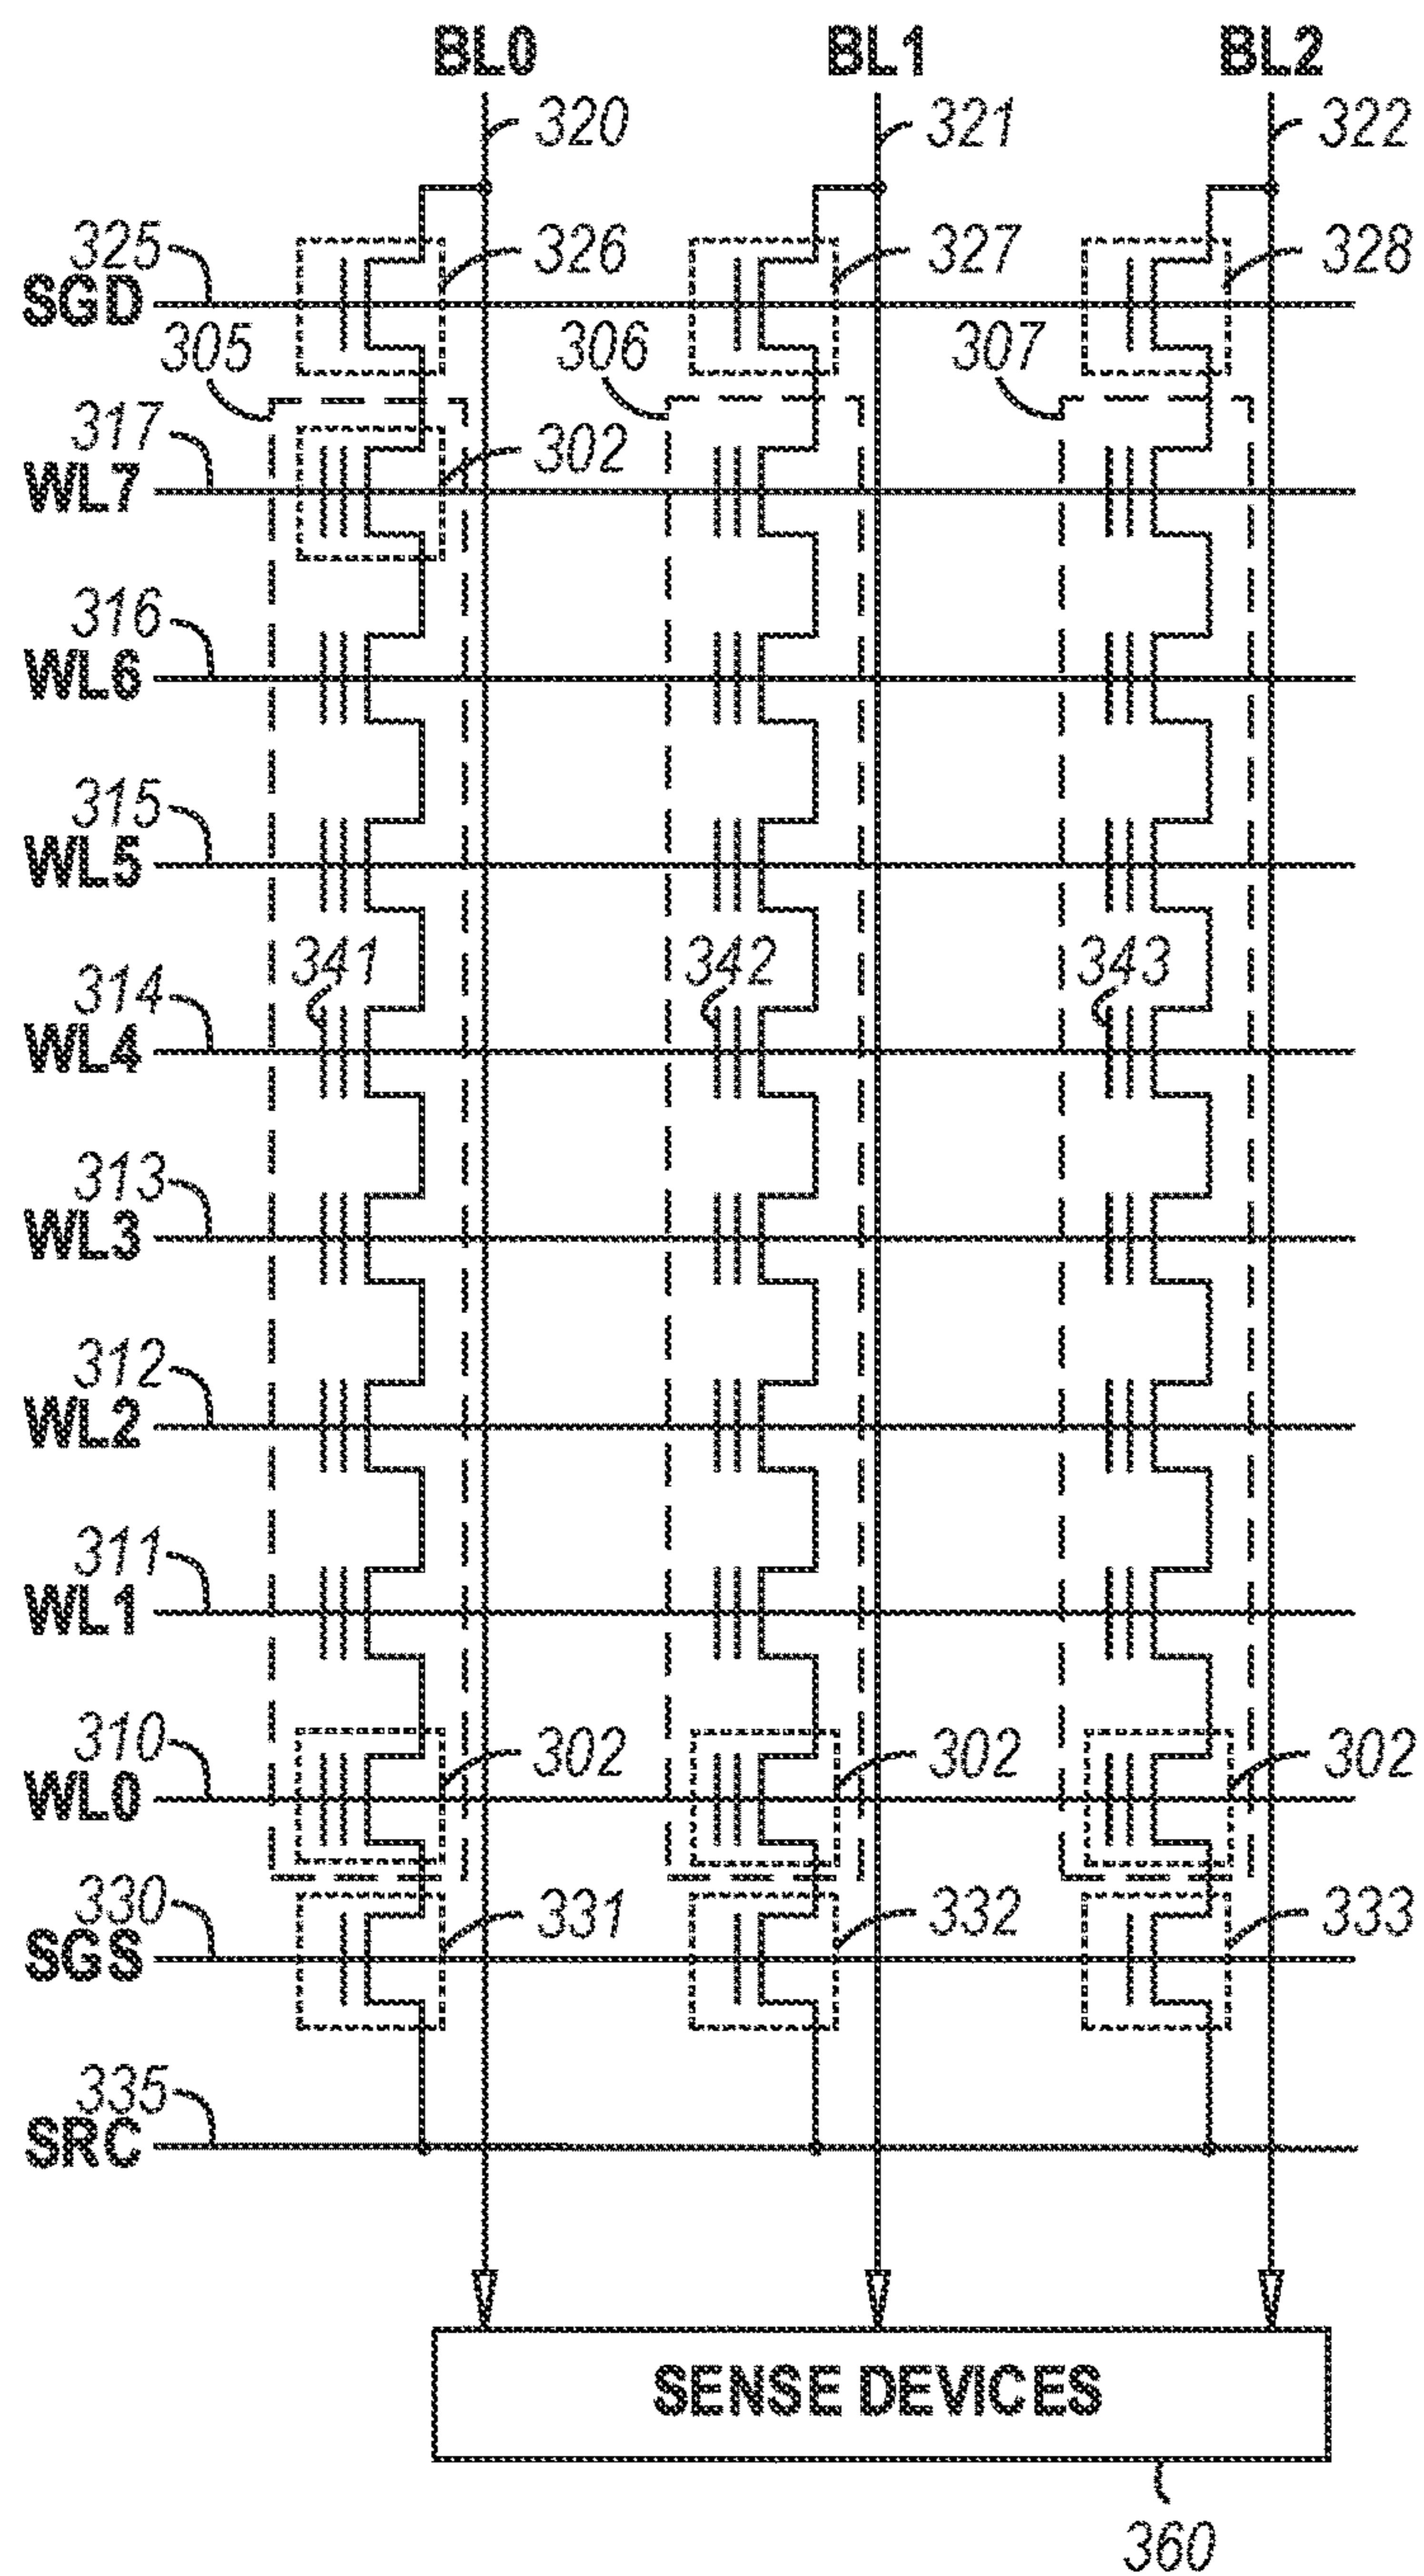 BL0 BL1 BL2
320 321 322
325 326 327 328
SGD
305 306 307
317 302
WL7
316
WL6
315
WL5
341 342 343
314
WL4
313
WL3
312
WL2
311
WL1
310 302 302 302
WL0
330 331 332 333
SGS
335
SRC
SENSE DEVICES
360